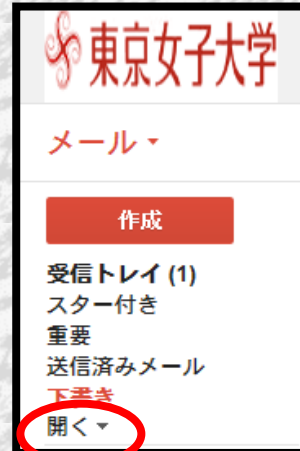 東京女子大学
メール
作成
受信トレイ (1)
スター付き
重要
送信済みメール
下書き
開く